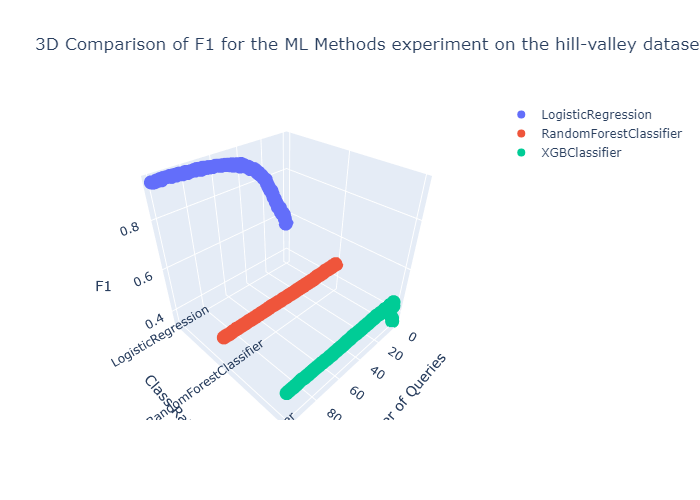 3D Comparison of F1 for the ML Methods experiment on the hill-valley datase
LogisticRegression
RandomForestClassifier
XGBClassifier
0.8
0.6
0.4
F1
LogisticRegression
RandomForestClassifier
0
20
40
60
80
of Queries